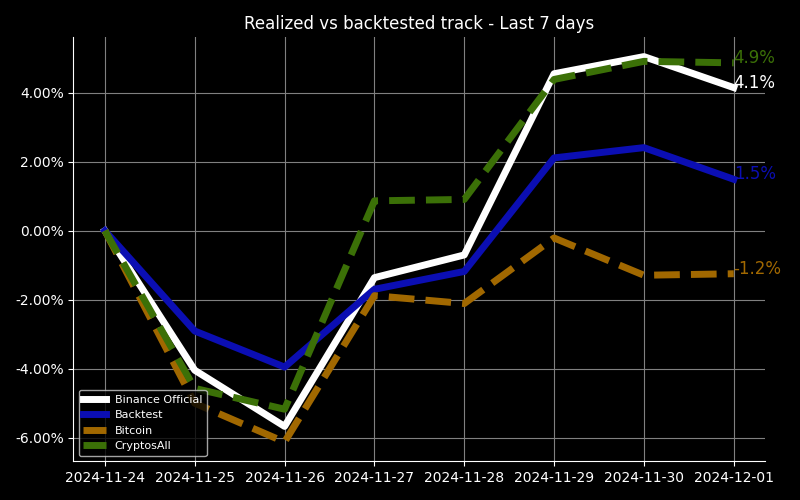 Realized vs backtested track - Last 7 days
4.00%
2.00%
0.00%
-2.00%
-4.00%
-6.00%
4.9%
4.1%
1.5%
-1.2%
Binance Official
Backtest
Bitcoin
CryptosAll
2024-11-24 2024-11-25 2024-11-26 2024-11-27 2024-11-28 2024-11-29 2024-11-30 2024-12-01